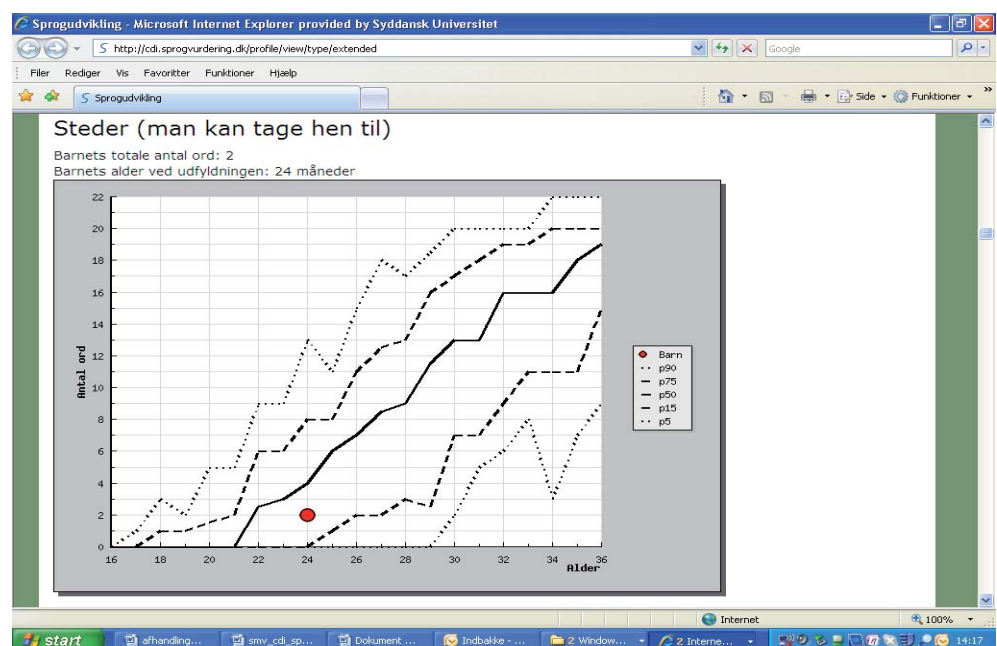 Sprogudvikling - Microsoft Internet Explorer provided by Syddansk Universitet
http://cdi.sprogvurdering.dk/profile/view/type/extended
Google
Filer Rediger Vis Favoritter Funktioner Hjælp
Sprogudvikling
Side Funktioner »
Steder (man kan tage hen til)
Barnets totale antal ord: 2
Barnets alder ved udfyldningen: 24 måneder
22
20
18
16
14
12
10
8
6
4
2
0
Antal ord
16 18 20 22 24 26 28 30 32 34 36
Alder
Barn
p90
p75
p50
p15
p5
Internet
100%
start
afhandling...
smv_cdi_sp...
Dokument ...
Indbakke - ...
2 Window...
2 Interne...
14:17